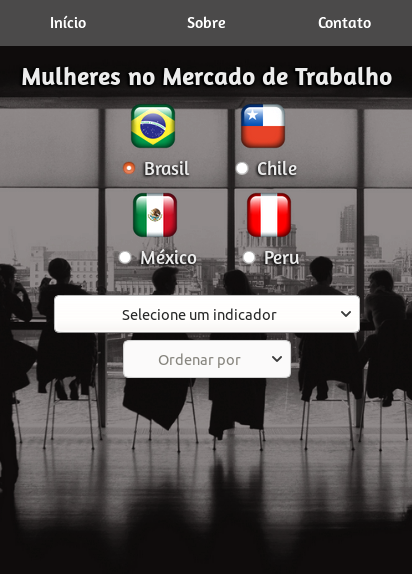 Início Sobre Contato
Mulheres no Mercado de Trabalho
Brasil Chile
México Peru
Selecione um indicador
Ordenar por